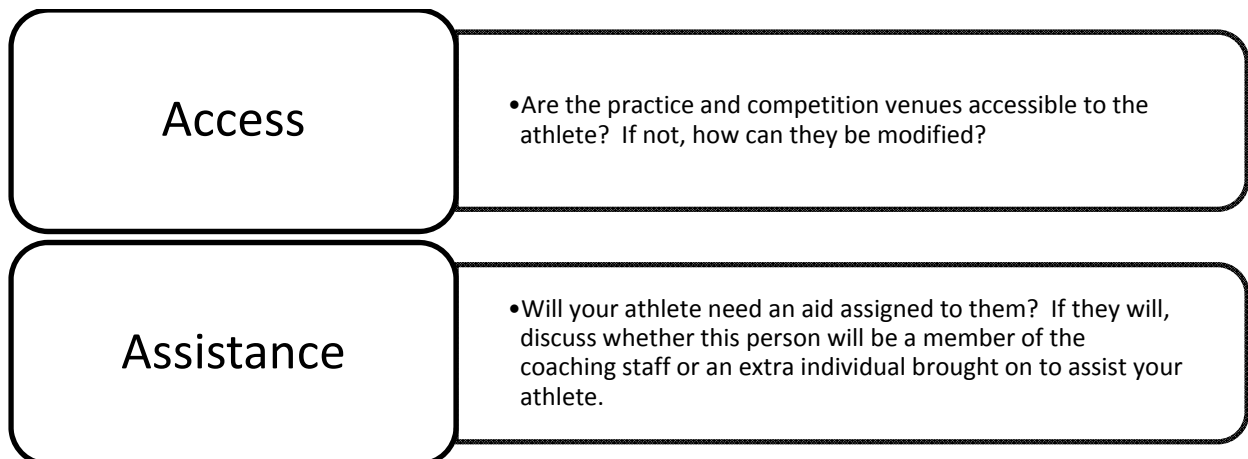 Access
•Are the practice and competition venues accessible to the
athlete?  If not, how can they be modified?
Assistance
•Will your athlete need an aid assigned to them?  If they will,
discuss whether this person will be a member of the
coaching staff or an extra individual brought on to assist your
athlete.